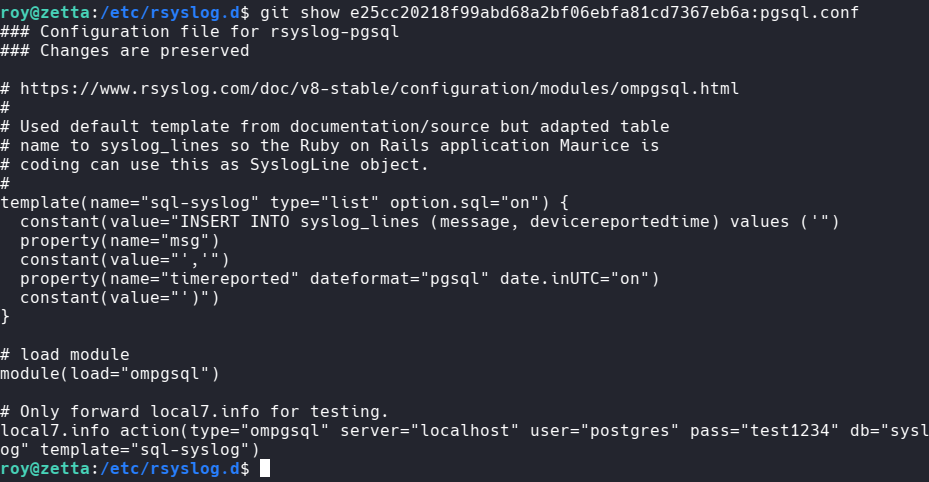 roy@zetta:/etc/rsyslog.d$ git show e25cc20218f99abd68a2bf06ebfa81cd7367eb6a:pgsql.conf
### Configuration file for rsyslog-pgsql
### Changes are preserved

# https://www.rsyslog.com/doc/v8-stable/configuration/modules/ompgsql.html
#
# Used default template from documentation/source but adapted table
# name to syslog_lines so the Ruby on Rails application Maurice is
# coding can use this as SyslogLine object.
#
template(name="sql-syslog" type="list" option.sql="on") {
  constant(value="INSERT INTO syslog_lines (message, devicereportedtime) values ('")
  property(name="msg")
  constant(value="','")
  property(name="timereported" dateformat="pgsql" date.inUTC="on")
  constant(value="')")
}

# load module
module(load="ompgsql")

# Only forward local7.info for testing.
local7.info action(type="ompgsql" server="localhost" user="postgres" pass="test1234" db="sysl
og" template="sql-syslog")
roy@zetta:/etc/rsyslog.d$